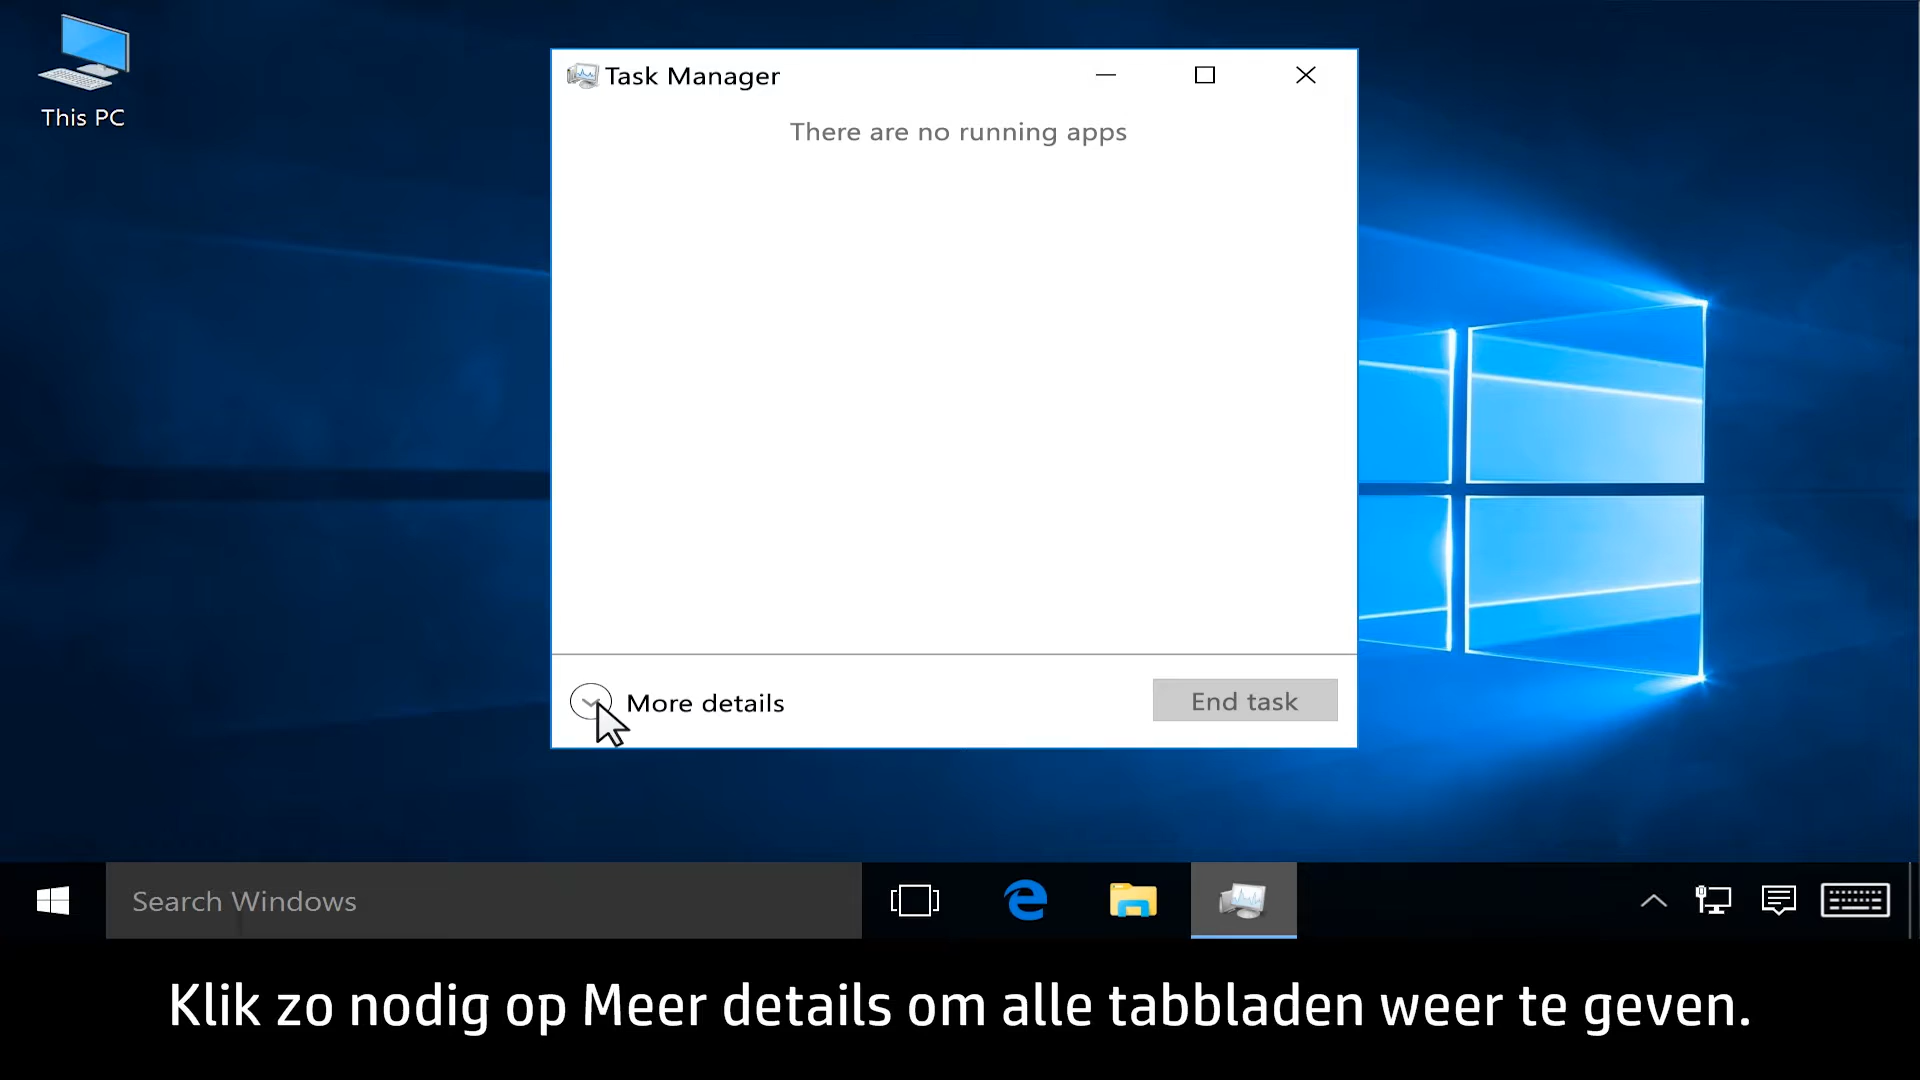 This PC
Task Manager
There are no running apps
More details
End task
Search Windows
Klik zo nodig op Meer details om alle tabbladen weer te geven.